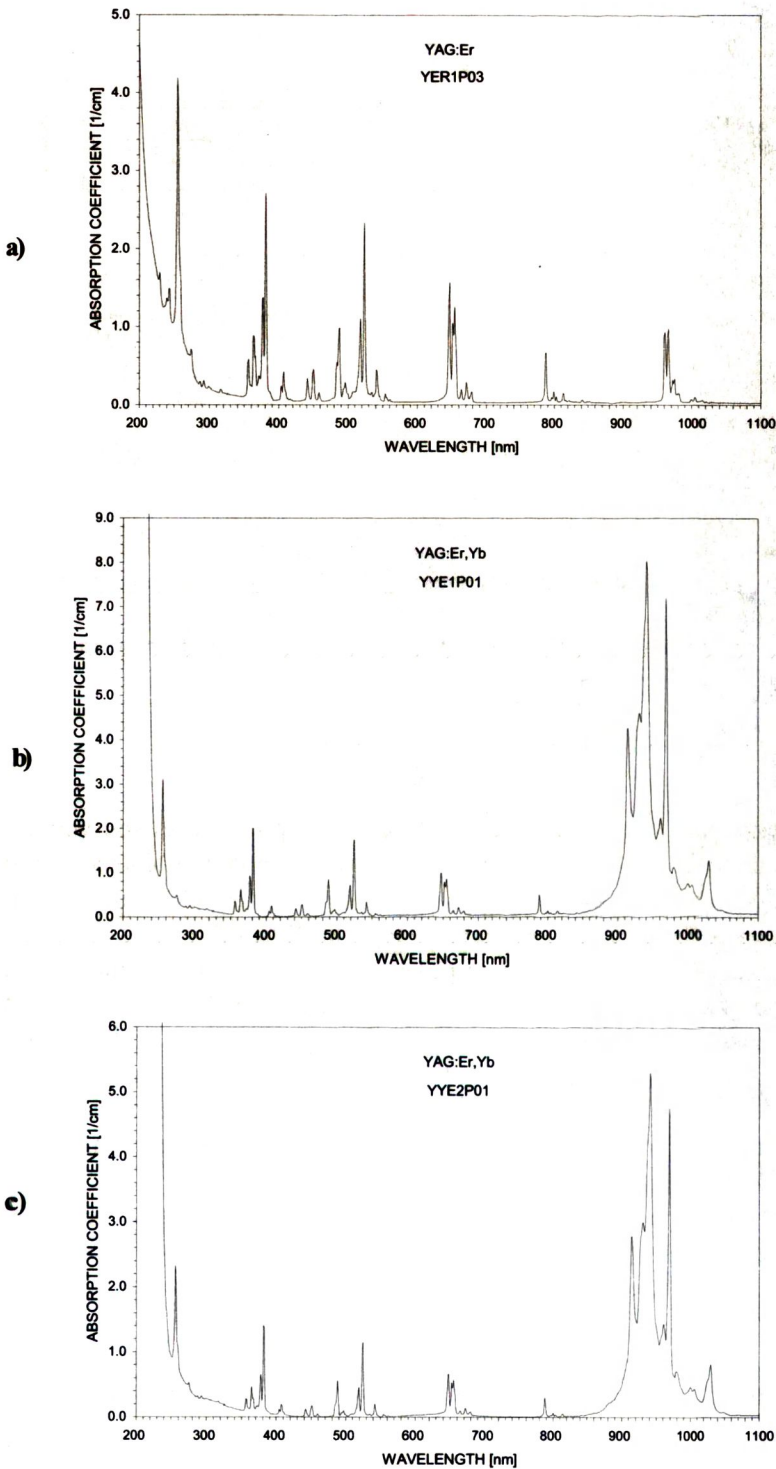 a)
YAG:Er
YER1P03
ABSORPTION COEFFICIENT [1/cm]
5.0
4.0
3.0
2.0
1.0
0.0
200 300 400 500 600 700 800 900 1000 1100
WAVELENGTH [nm]
b)
YAG:Er,Yb
YYE1P01
ABSORPTION COEFFICIENT [1/cm]
9.0
8.0
7.0
6.0
5.0
4.0
3.0
2.0
1.0
0.0
200 300 400 500 600 700 800 900 1000 1100
WAVELENGTH [nm]
c)
YAG:Er,Yb
YYE2P01
ABSORPTION COEFFICIENT [1/cm]
6.0
5.0
4.0
3.0
2.0
1.0
0.0
200 300 400 500 600 700 800 900 1000 1100
WAVELENGTH [nm]